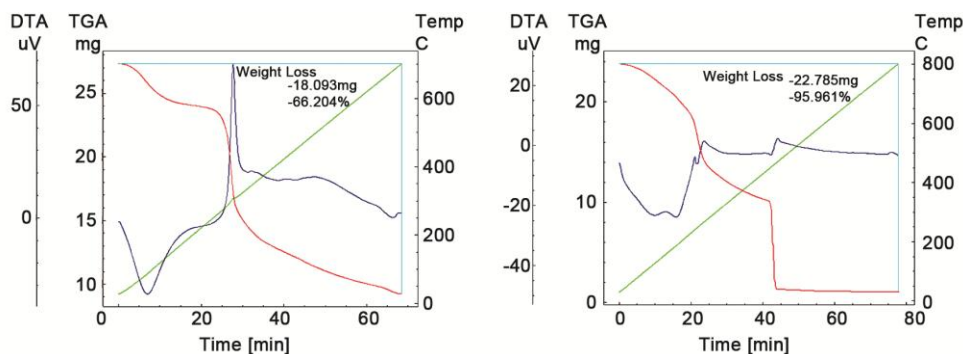 DTA TGA Temp
uV mg C
Weight Loss
-18.093mg
-66.204%
50
0
25
20
15
10
600
400
200
0
0 20 40 60
Time [min]
DTA TGA Temp
uV mg C
Weight Loss -22.785mg
-95.961%
20
0
-20
-40
20
10
0
800
600
400
200
0
0 20 40 60 80
Time [min]